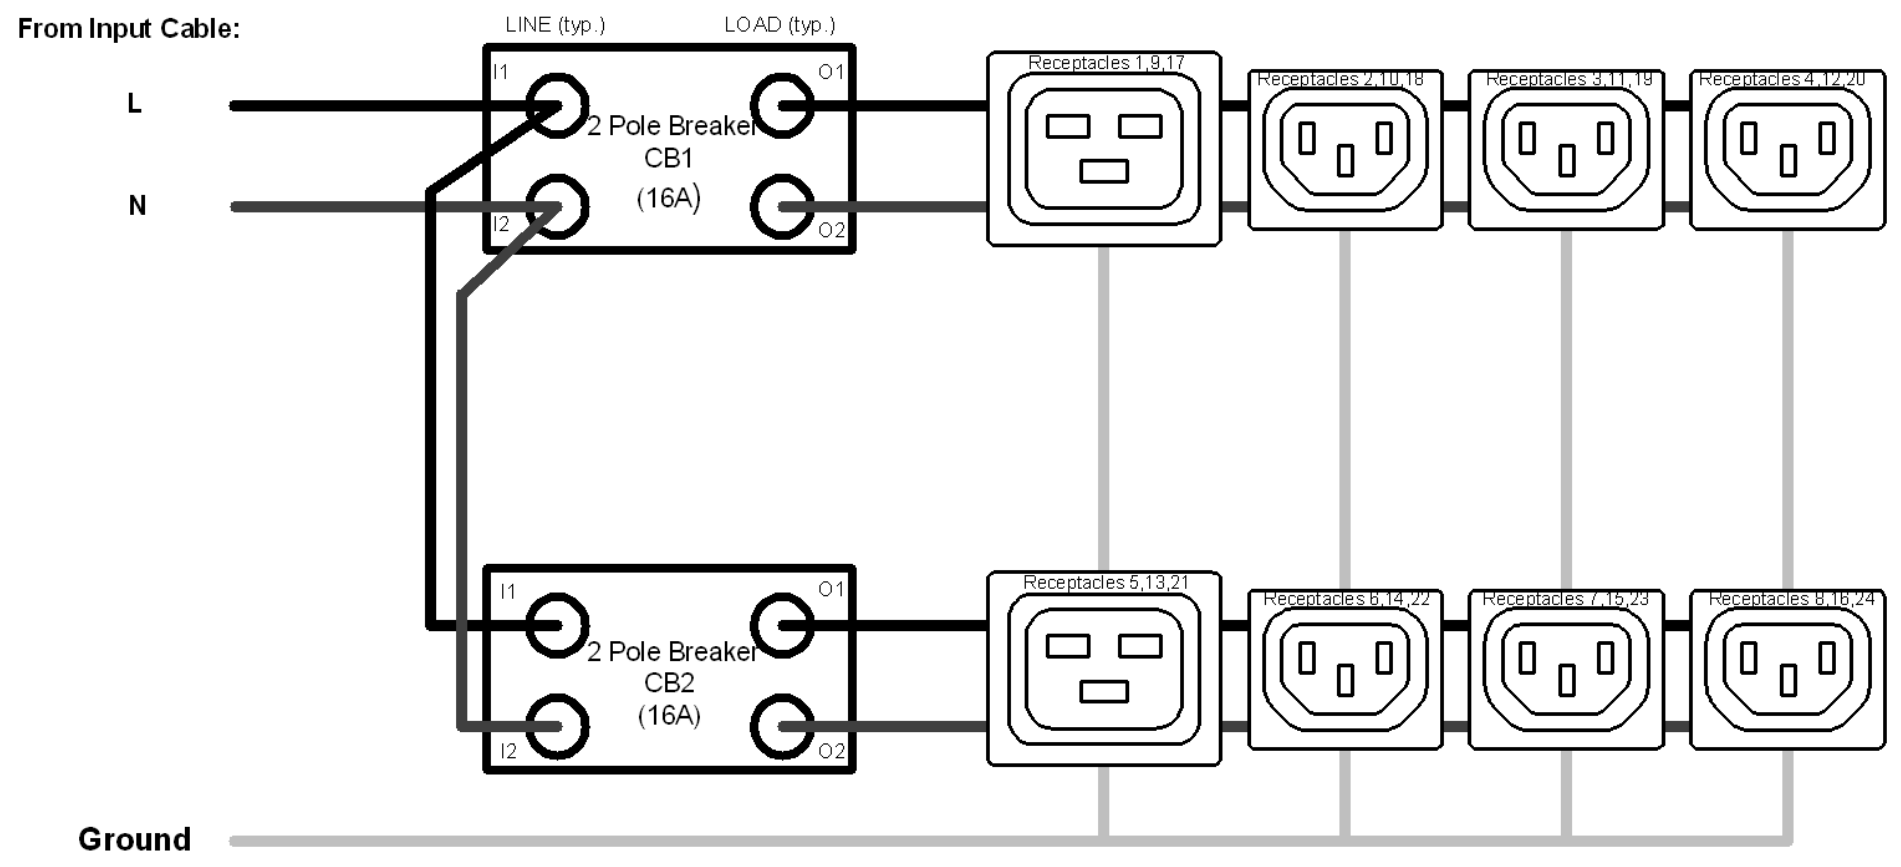 From Input Cable:
LINE (typ.)
LOAD (typ.)
L
N
I1
O1
2 Pole Breaker
CB1
(16A)
I2
O2
Receptacles 1,9,17
Receptacles 2,10,18
Receptacles 3,11,19
Receptacles 4,12,20
I1
O1
2 Pole Breaker
CB2
(16A)
I2
O2
Receptacles 5,13,21
Receptacles 6,14,22
Receptacles 7,15,23
Receptacles 8,16,24
Ground